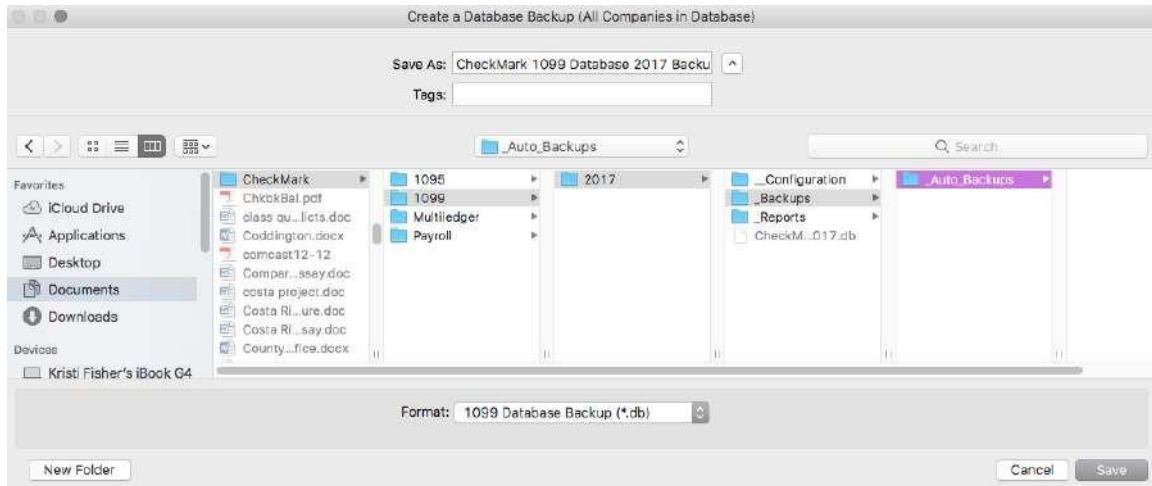 Create a Database Backup (All Companies in Database)
Save As: CheckMark 1099 Database 2017 Backu
Tags:
_Auto_Backups
Search
Favorites
iCloud Drive
Applications
Desktop
Documents
Downloads
Devices
Kristi Fisher's iBook G4
CheckMark
ChkbkBal.pdf
class qu...licts.doc
Coddington.docx
comcast12-12
Compar...ssay.doc
costa project.doc
Costa Ri...ure.doc
Costa Ri...say.doc
County...fice.docx
1095
1099
Multiledger
Payroll
2017
__Configuration
_Backups
_Reports
CheckM...017.db
_Auto_Backups
Format: 1099 Database Backup (*.db)
New Folder
Cancel
Save